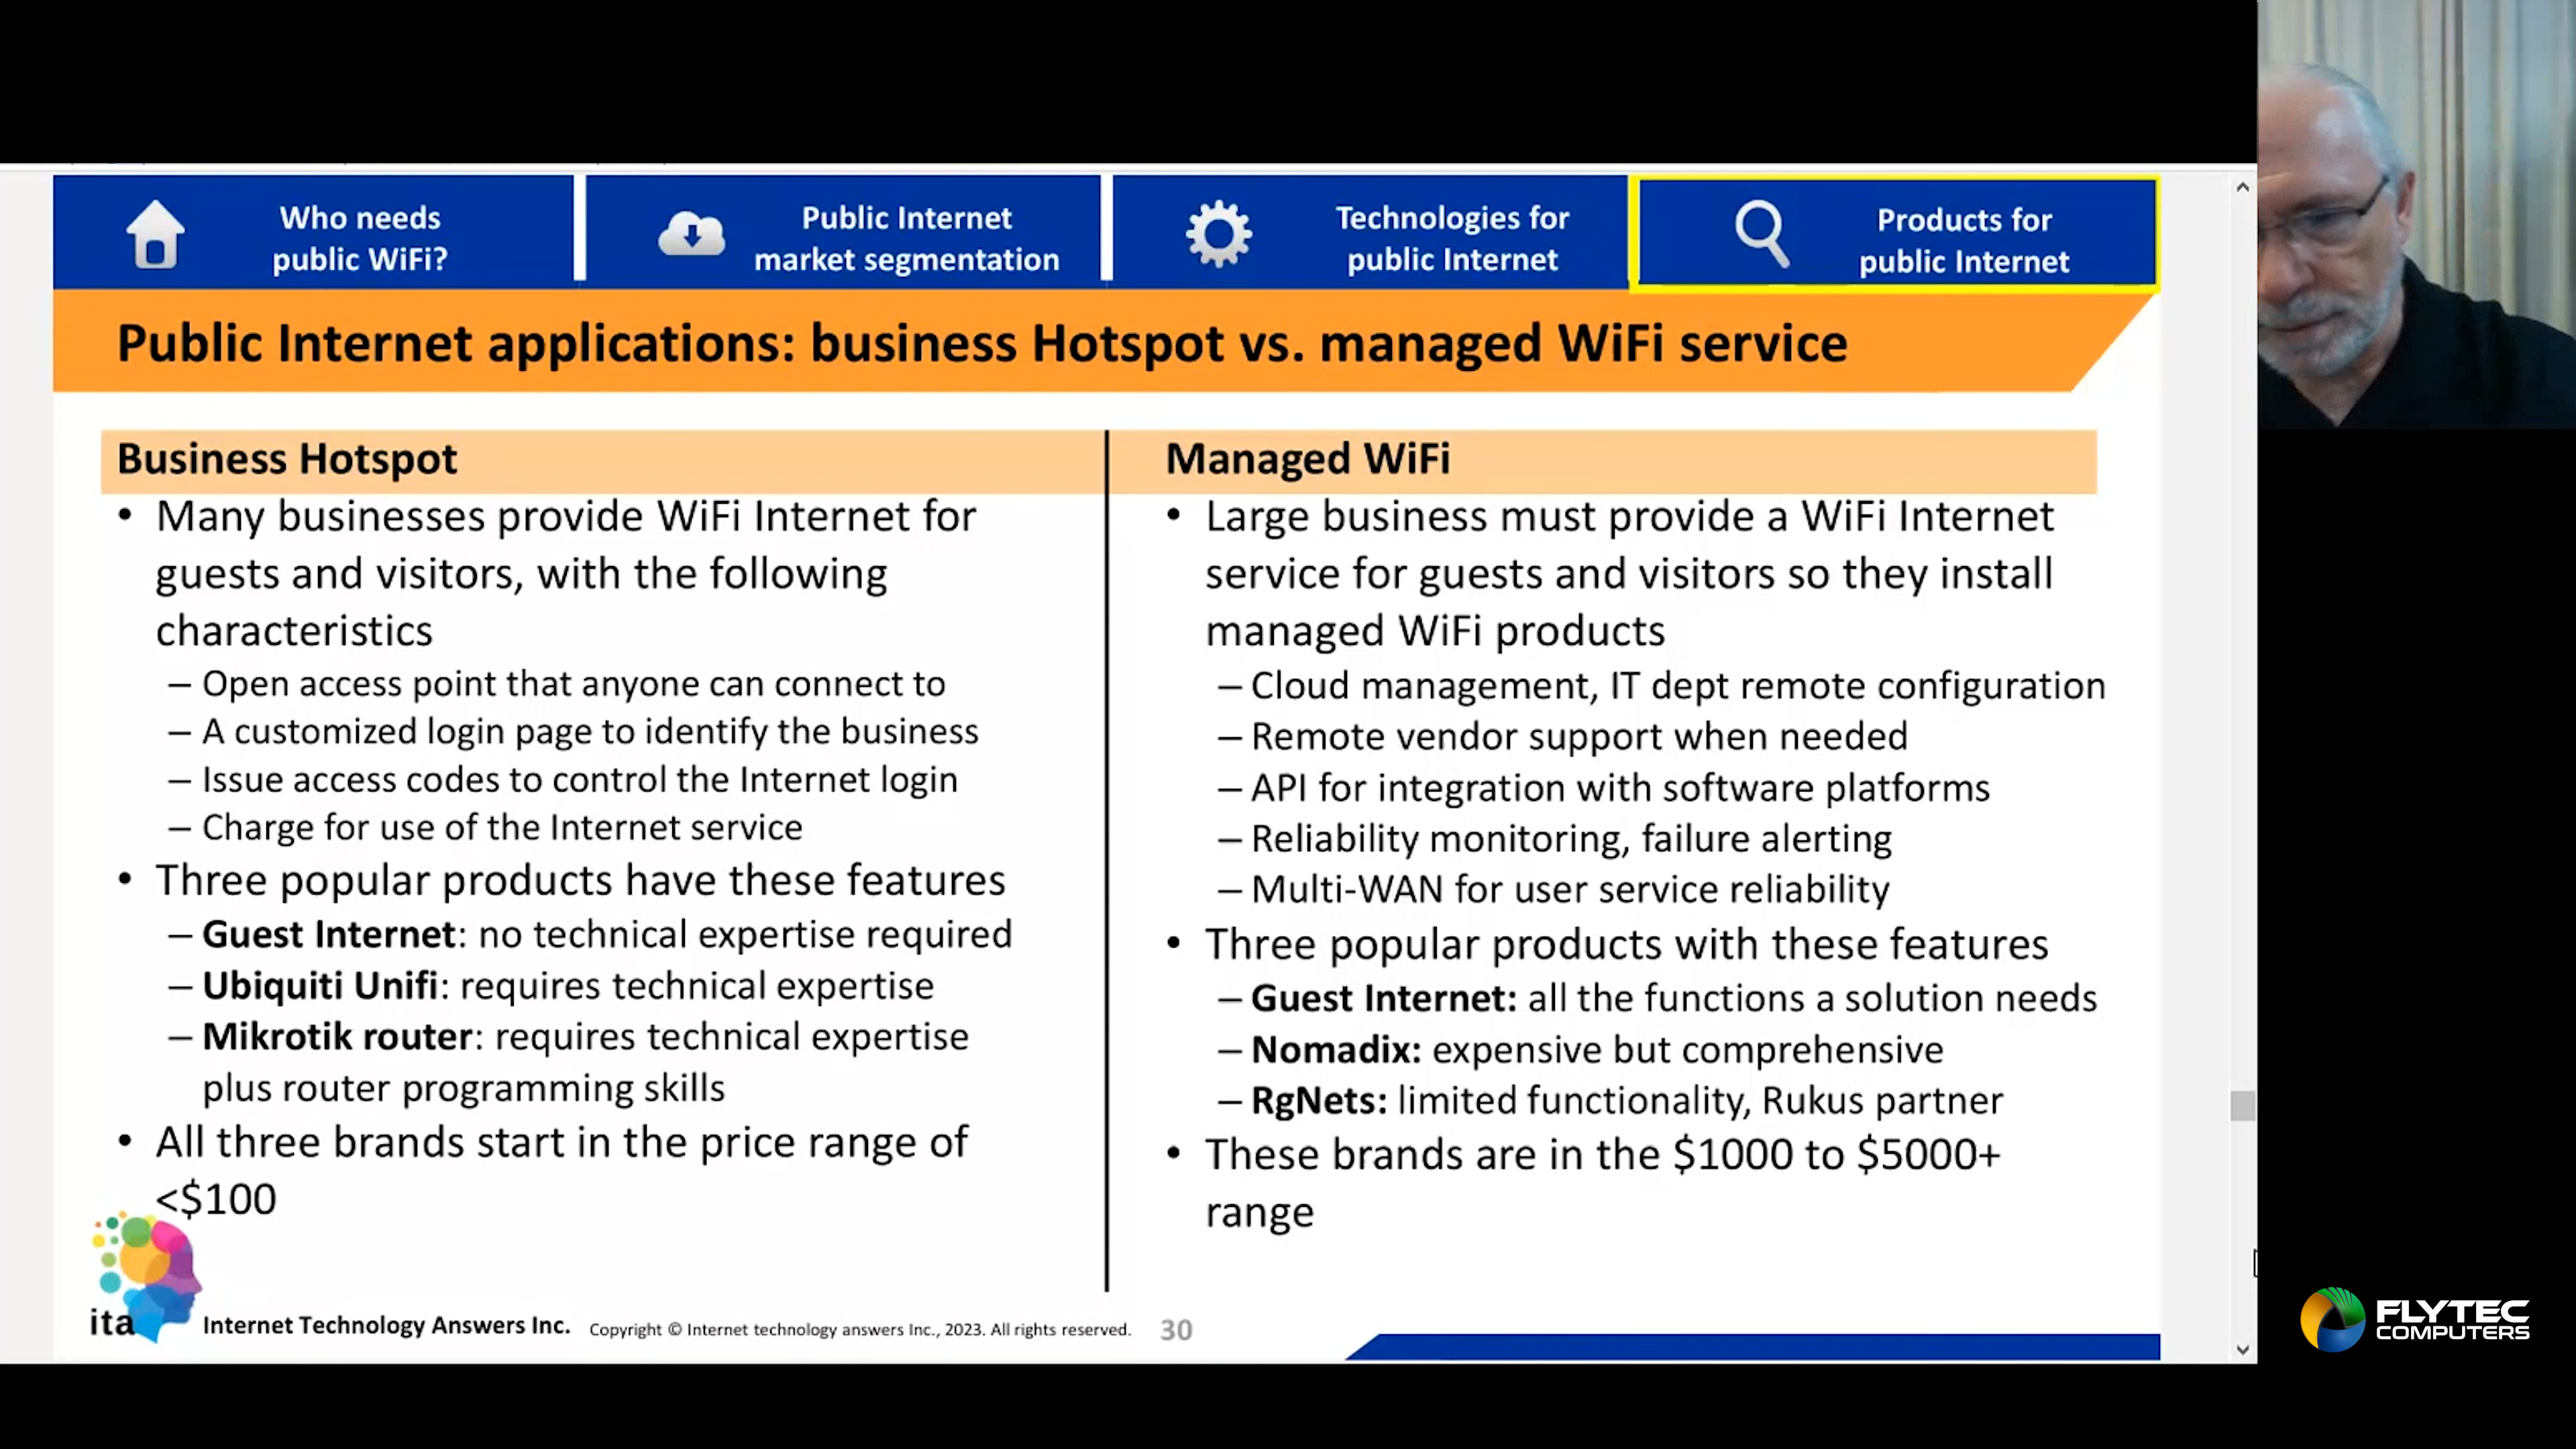 Who needs
public WiFi?
Public Internet
market segmentation
Technologies for
public Internet
Products for
public Internet
Public Internet applications: business Hotspot vs. managed WiFi service
Business Hotspot
• Many businesses provide WiFi Internet for
guests and visitors, with the following
characteristics
– Open access point that anyone can connect to
– A customized login page to identify the business
– Issue access codes to control the Internet login
– Charge for use of the Internet service
• Three popular products have these features
– Guest Internet: no technical expertise required
– Ubiquiti Unifi: requires technical expertise
– Mikrotik router: requires technical expertise
plus router programming skills
• All three brands start in the price range of
<$100
Managed WiFi
• Large business must provide a WiFi Internet
service for guests and visitors so they install
managed WiFi products
– Cloud management, IT dept remote configuration
– Remote vendor support when needed
– API for integration with software platforms
– Reliability monitoring, failure alerting
– Multi-WAN for user service reliability
• Three popular products with these features
– Guest Internet: all the functions a solution needs
– Nomadix: expensive but comprehensive
– RgNets: limited functionality, Rukus partner
• These brands are in the $1000 to $5000+
range
ita
Internet Technology Answers Inc.
Copyright © Internet technology answers Inc., 2023. All rights reserved.
30
FLYTEC
COMPUTERS